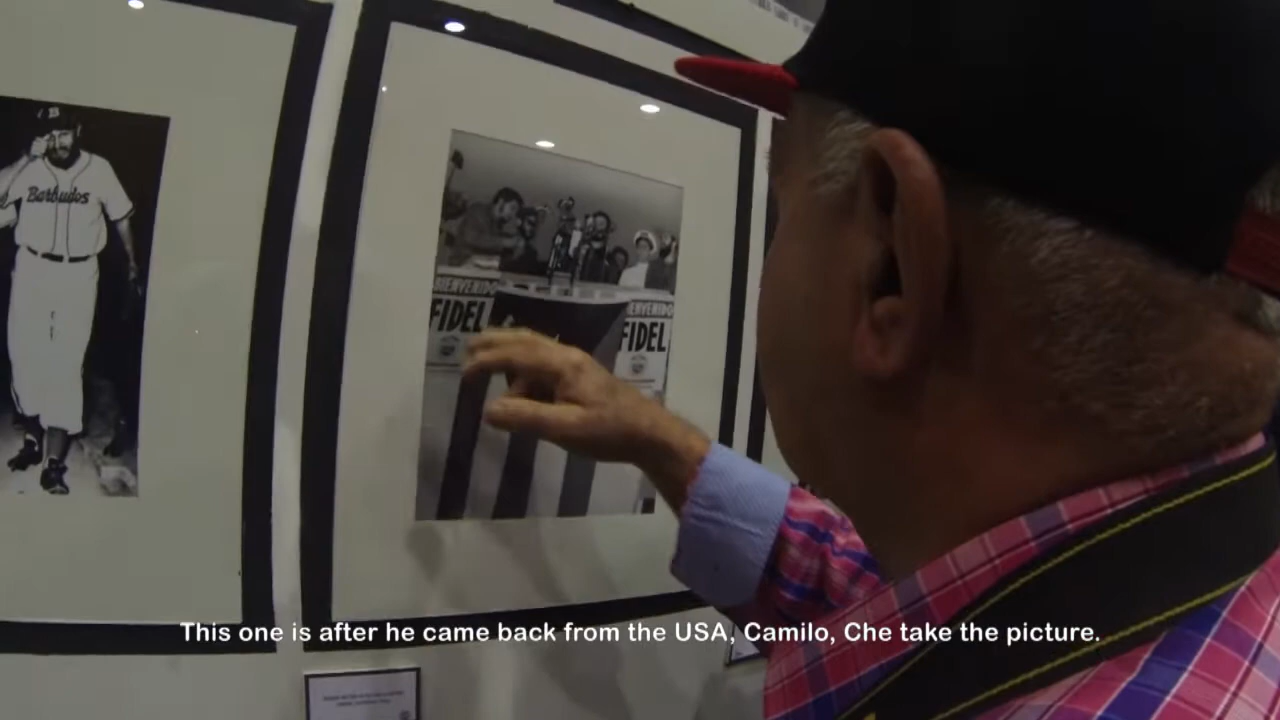 B
Barbudos
BIENVENIDO
FIDEL
BIENVENIDO
FIDEL
This one is after he came back from the USA, Camilo, Che take the picture.